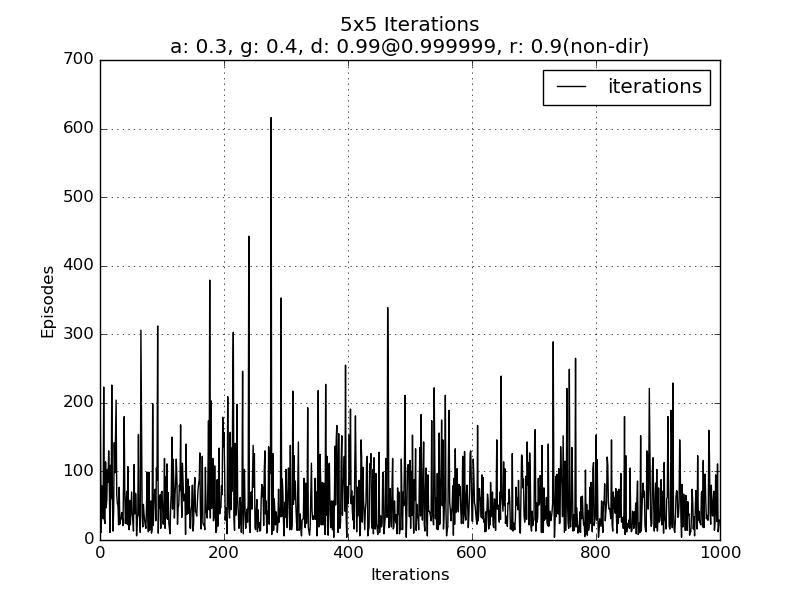 5x5 Iterations
a: 0.3, g: 0.4, d: 0.99@0.999999, r: 0.9(non-dir)
700
600
500
400
300
200
100
0
iterations
Episodes
0 200 400 600 800 1000
Iterations